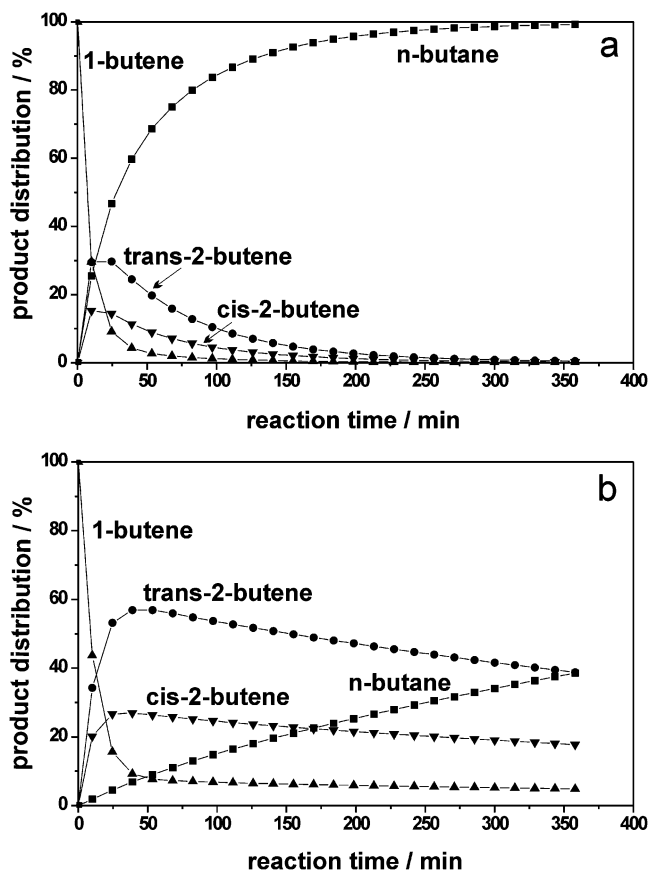 a
100
80
60
40
20
0
product distribution / %
1-butene
n-butane
trans-2-butene
cis-2-butene
0 50 100 150 200 250 300 350 400
reaction time / min
b
100
80
60
40
20
0
product distribution / %
1-butene
trans-2-butene
n-butane
cis-2-butene
0 50 100 150 200 250 300 350 400
reaction time / min